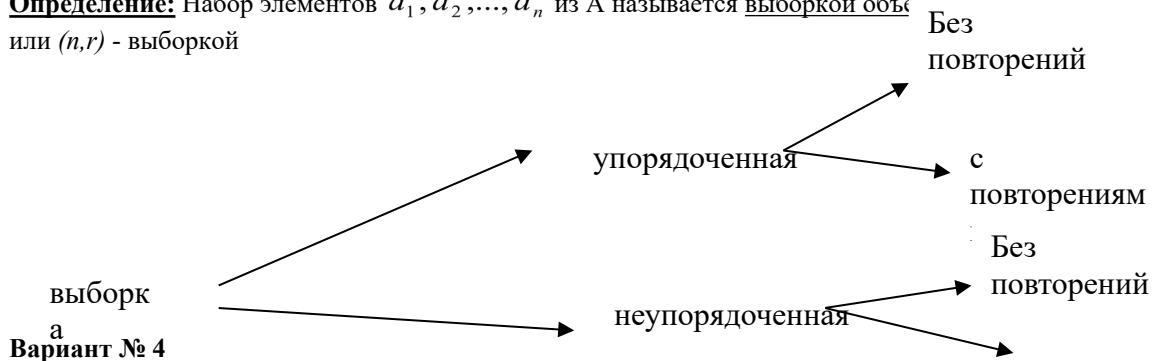 Определение: Набор элементов a₁, a₂,..., aₙ из А называется выборкой
или (n,r) - выборкой
Без
повторений
упорядоченная
с
повторениям
Без
повторений
выборк
а
неупорядоченная
Вариант № 4